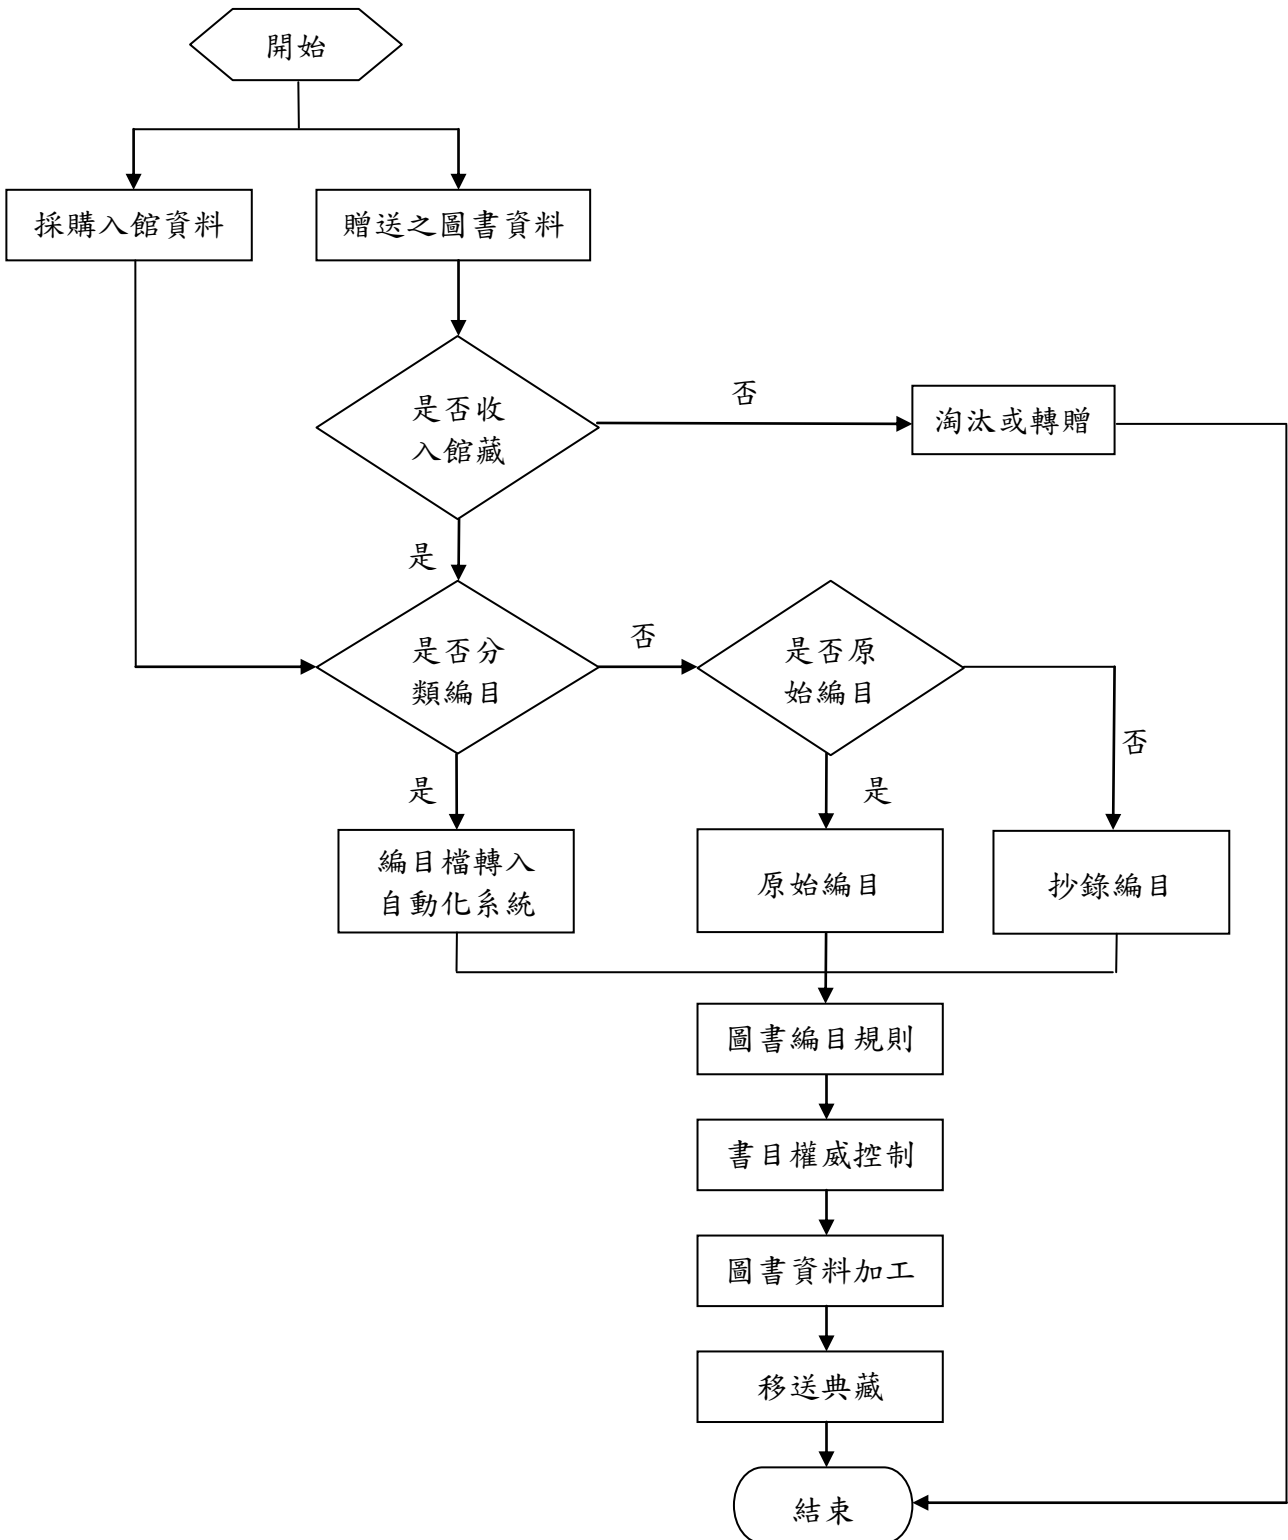 開始
採購入館資料
贈送之圖書資料
是否收
入館藏
否
淘汰或轉贈
是
是否分
類編目
否
是否原
始編目
否
是
是
編目檔轉入
自動化系統
原始編目
抄錄編目
圖書編目規則
書目權威控制
圖書資料加工
移送典藏
結束